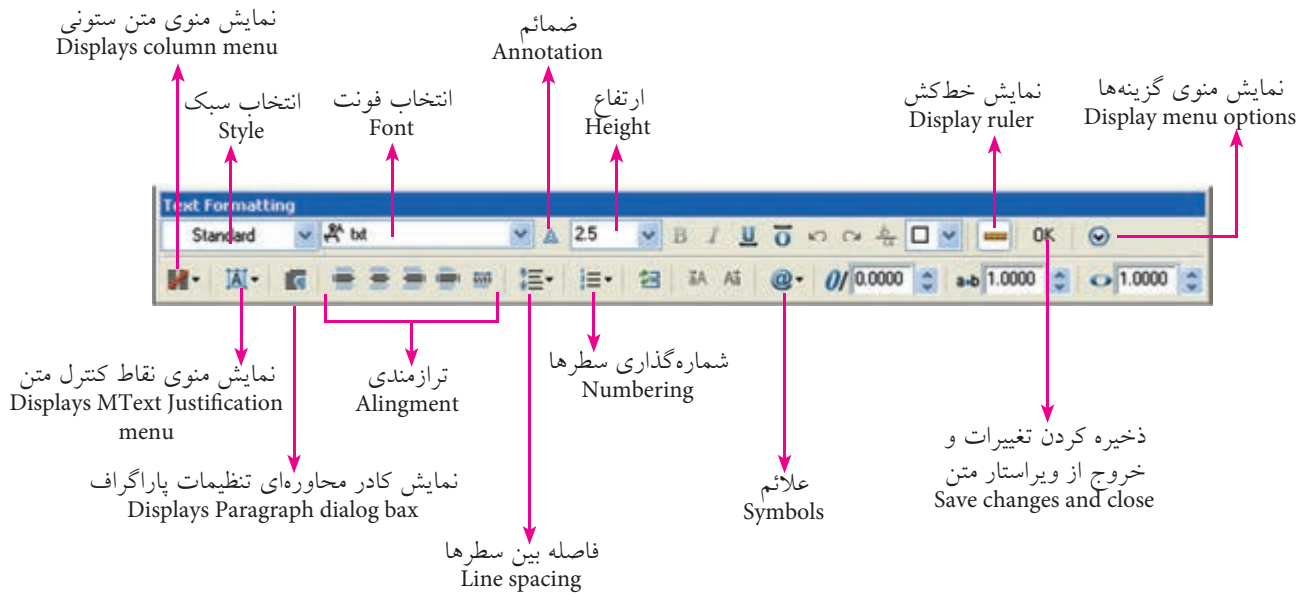 نمایش منوی متن ستونی
Displays column menu
انتخاب سبک
Style
انتخاب فونت
Font
ضمائم
Annotation
ارتفاع
Height
نمایش خط‌کش
Display ruler
نمایش منوی گزینه‌ها
Display menu options
Text Formatting
Standard txt 2.5 B I U O OK
@ 0/ 0.0000 a•b 1.0000 1.0000
نمایش منوی نقاط کنترل متن
Displays MText Justification
menu
ترازمندی
Alingment
شماره‌گذاری سطرها
Numbering
نمایش کادر محاوره‌ای تنظیمات پاراگراف
Displays Paragraph dialog bax
فاصله بین سطرها
Line spacing
علائم
Symbols
ذخیره کردن تغییرات و
خروج از ویراستار متن
Save changes and close